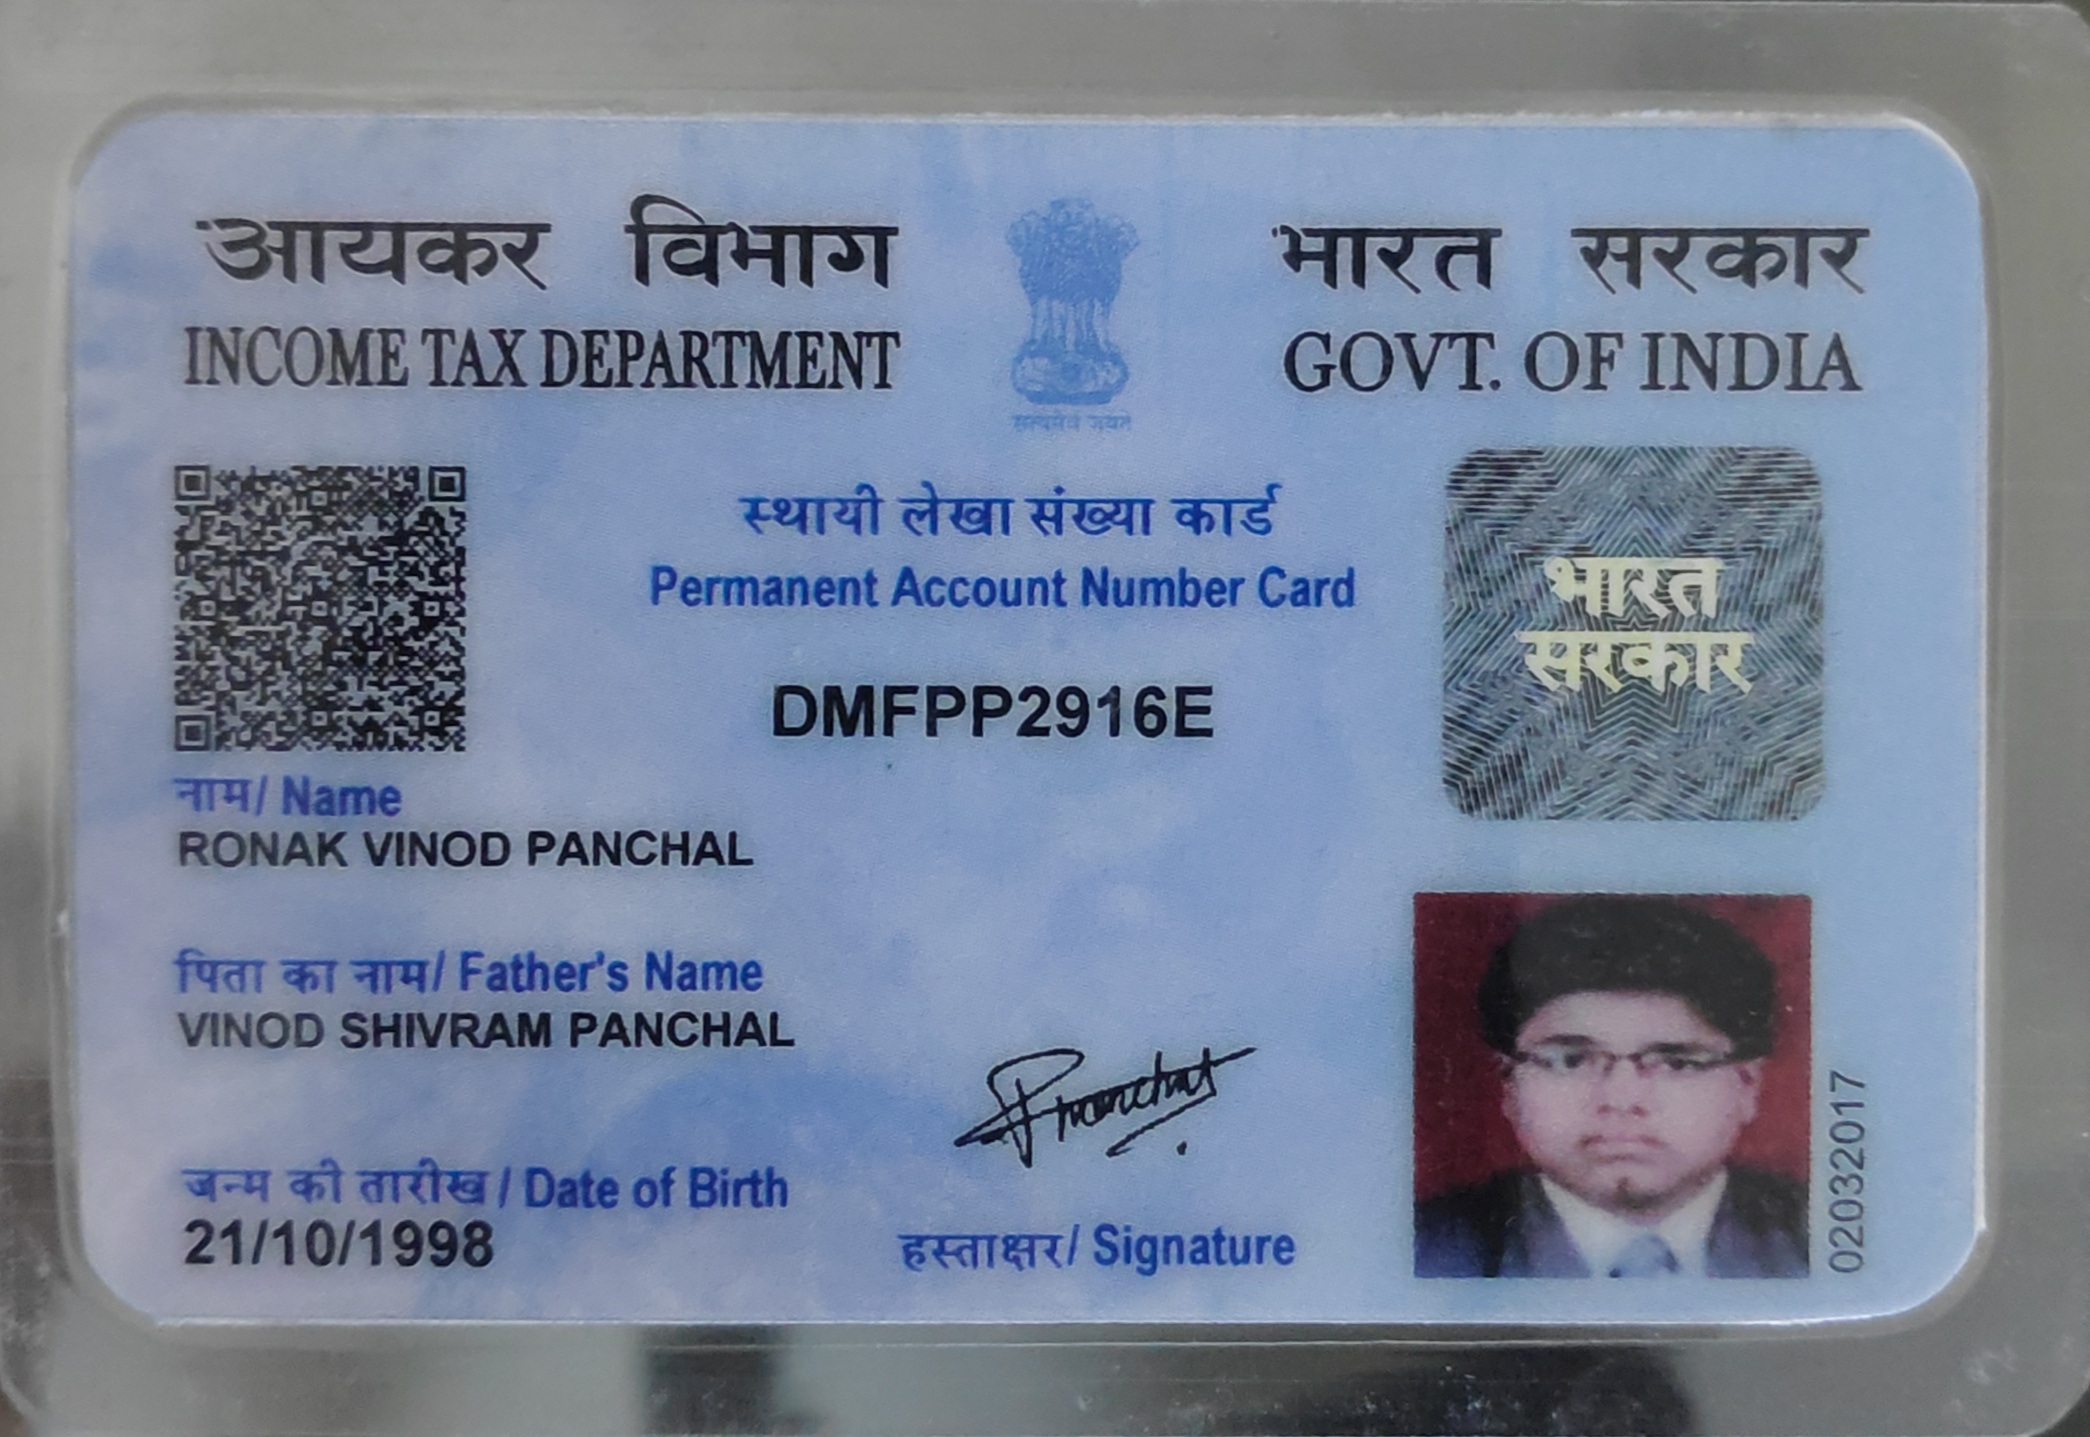 आयकर विभाग
INCOME TAX DEPARTMENT
सत्यमेव जयते
भारत सरकार
GOVT. OF INDIA
स्थायी लेखा संख्या कार्ड
Permanent Account Number Card
DMFPP2916E
भारत
सरकार
नाम/ Name
RONAK VINOD PANCHAL
पिता का नाम/ Father's Name
VINOD SHIVRAM PANCHAL
जन्म की तारीख / Date of Birth
21/10/1998
हस्ताक्षर/ Signature
02032017